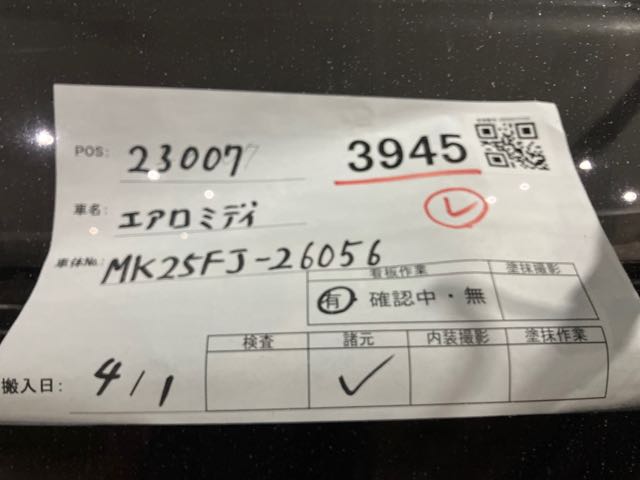 POS: 230077
3945
車名: エアロミディ
車体No.: MK25FJ-26056
看板作業 塗抹撮影
有 確認中・無
検査 諸元 内装撮影 塗抹作業
搬入日: 4/1